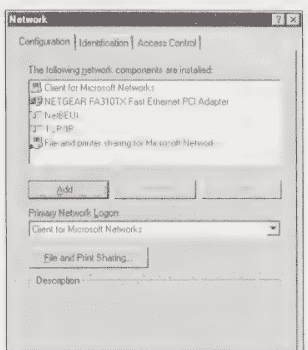 Network
Configuration Identification Access Control
The following network components are installed:
Client for Microsoft Networks
NETGEAR FA310TX Fast Ethernet PCI Adapter
NetBEUI
File and printer sharing for Microsoft Network
Add
Primary Network Logon:
Client for Microsoft Networks
File and Print Sharing...
Description